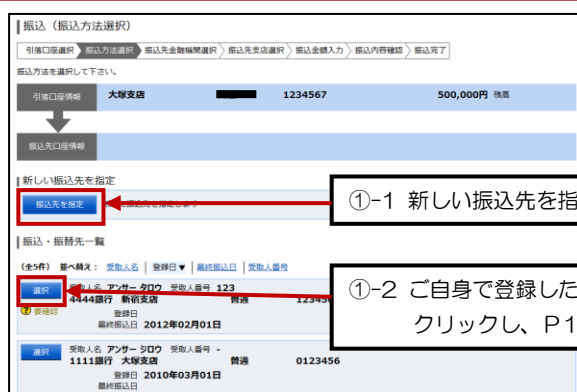 振込（振込方法選択）
引落口座選択 振込方法選択 振込先金融機関選択 振込先支店選択 振込金額入力 振込内容確認 振込完了
振込方法を選択して下さい。
引落口座情報 大塚支店 1234567 500,000円 残高
振込先口座情報
新しい振込先を指定
振込先を指定
①-1 新しい振込先を指
振込・振替先一覧
(全5件) 並べ替え： 受取人名 登録日▼ 最終振込日 受取人番号
選択 受取人名 アンサー タロウ 受取人番号 123
4444銀行 新宿支店 普通 123456
要確認 登録日
最終振込日 2012年02月01日
①-2 ご自身で登録した
クリックし、Ｐ1
選択 受取人名 アンサー ジロウ 受取人番号 -
1111銀行 大塚支店 普通 0123456
登録日 2010年03月01日
最終振込日